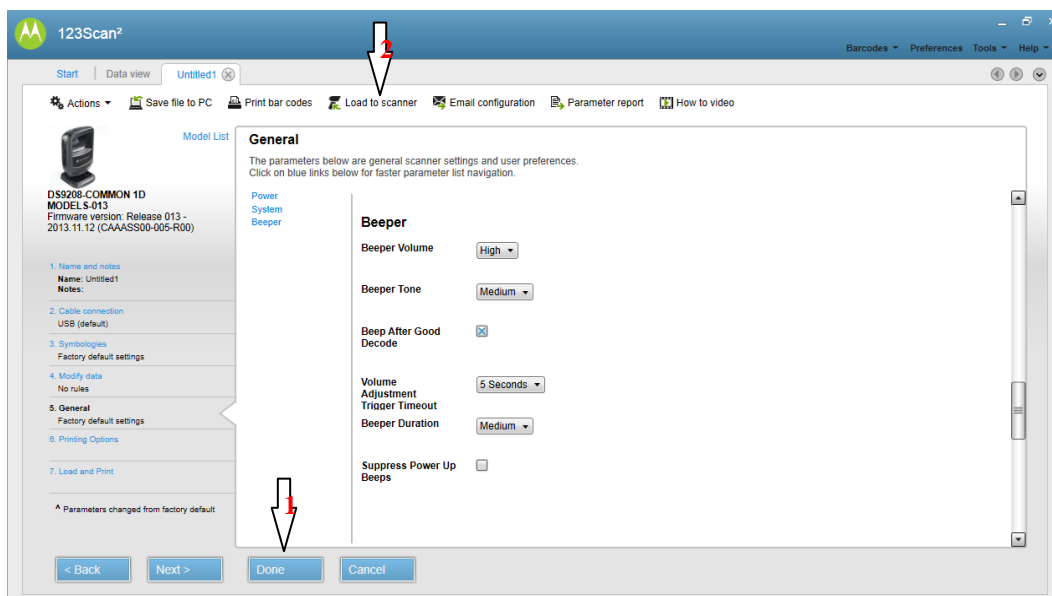 123Scan²
Barcodes Preferences Tools Help
2
Start Data view Untitled1
Actions Save file to PC Print bar codes Load to scanner Email configuration Parameter report How to video
Model List
DS9208-COMMON 1D
MODELS-013
Firmware version: Release 013 -
2013.11.12 (CAAASS00-005-R00)
1. Name and notes
Name: Untitled1
Notes:
2. Cable connection
USB (default)
3. Symbologies
Factory default settings
4. Modify data
No rules
5. General
Factory default settings
6. Printing Options
7. Load and Print
^ Parameters changed from factory default
General
The parameters below are general scanner settings and user preferences.
Click on blue links below for faster parameter list navigation.
Power
System
Beeper
Beeper
Beeper Volume High
Beeper Tone Medium
Beep After Good
Decode
Volume
Adjustment
Trigger Timeout
5 Seconds
Beeper Duration Medium
Suppress Power Up
Beeps
1
< Back Next > Done Cancel